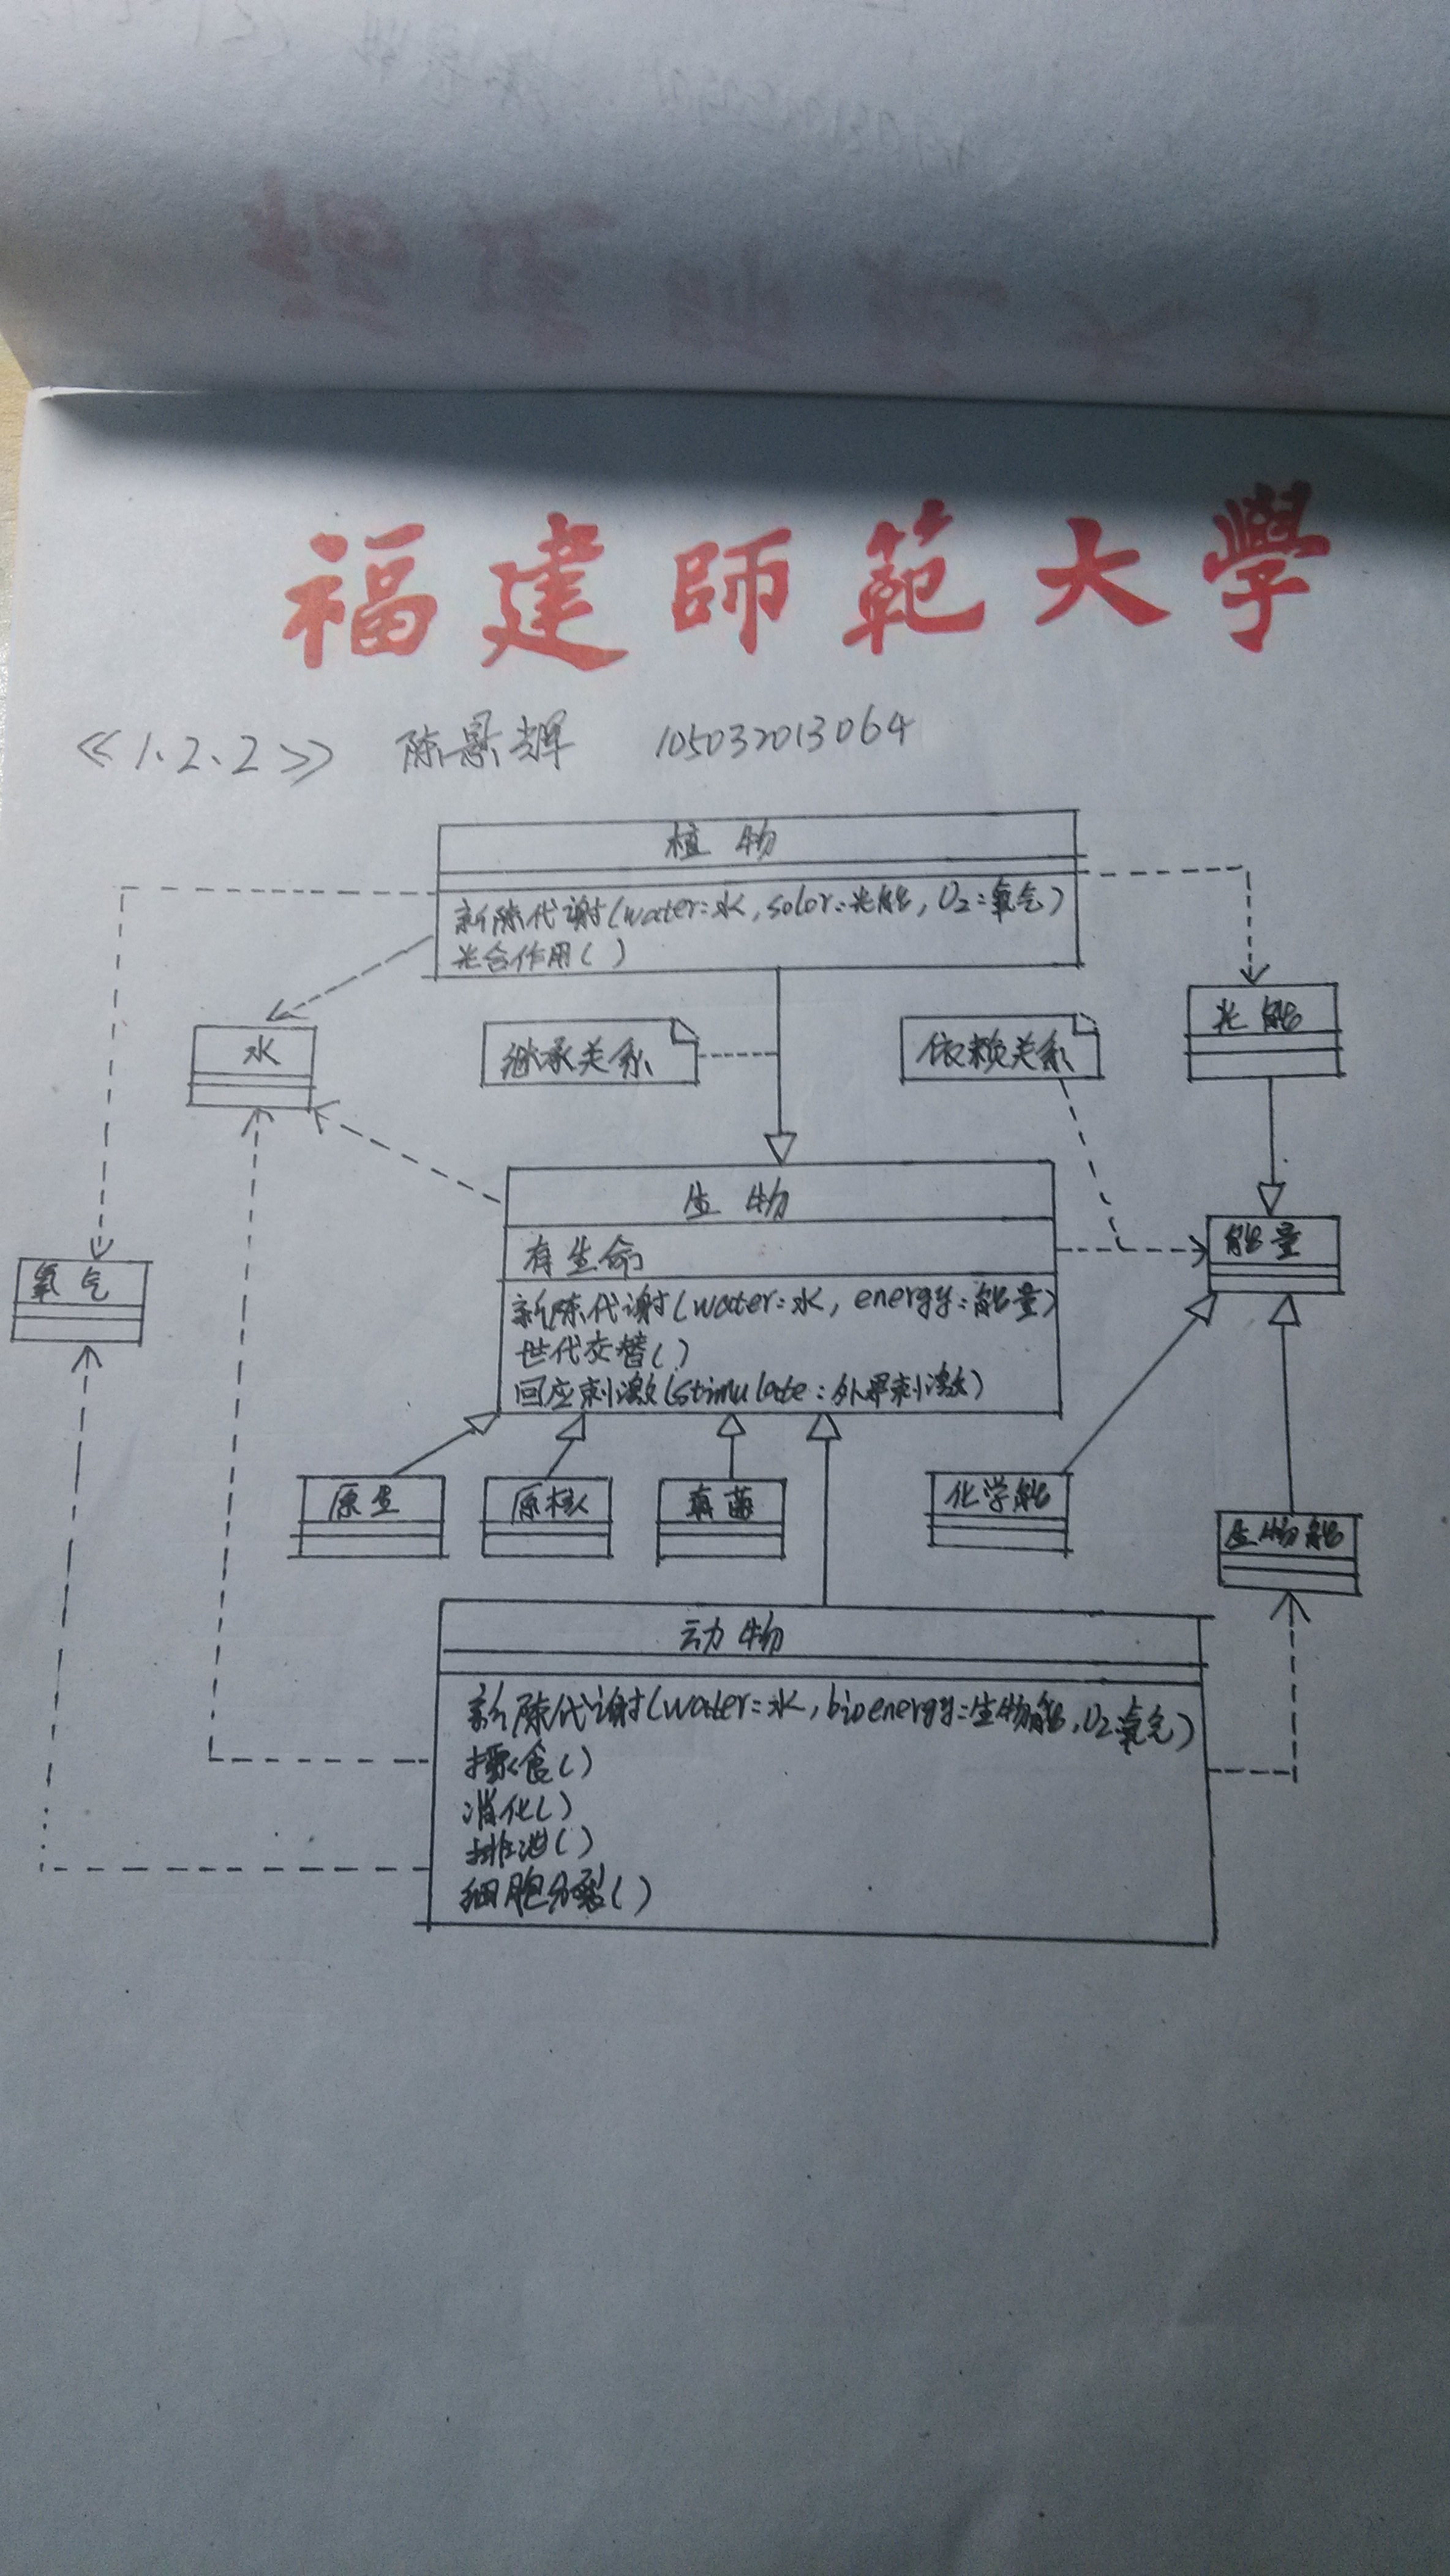 福建師範大學
《1.2.2》 陈景辉 105032013064
植物
新陈代谢(water:水,solor:光能,O2:氧气)
光合作用()
水
继承关系
依赖关系
光能
生物
有生命
新陈代谢(water:水, energy:能量)
世代交替()
回应刺激(stimulate:外界刺激)
能量
氧气
原生
原核
真菌
化学能
生物能
动物
新陈代谢(water:水,bioenergy:生物能,O2:氧气)
摄食()
消化()
排泄()
细胞分裂()